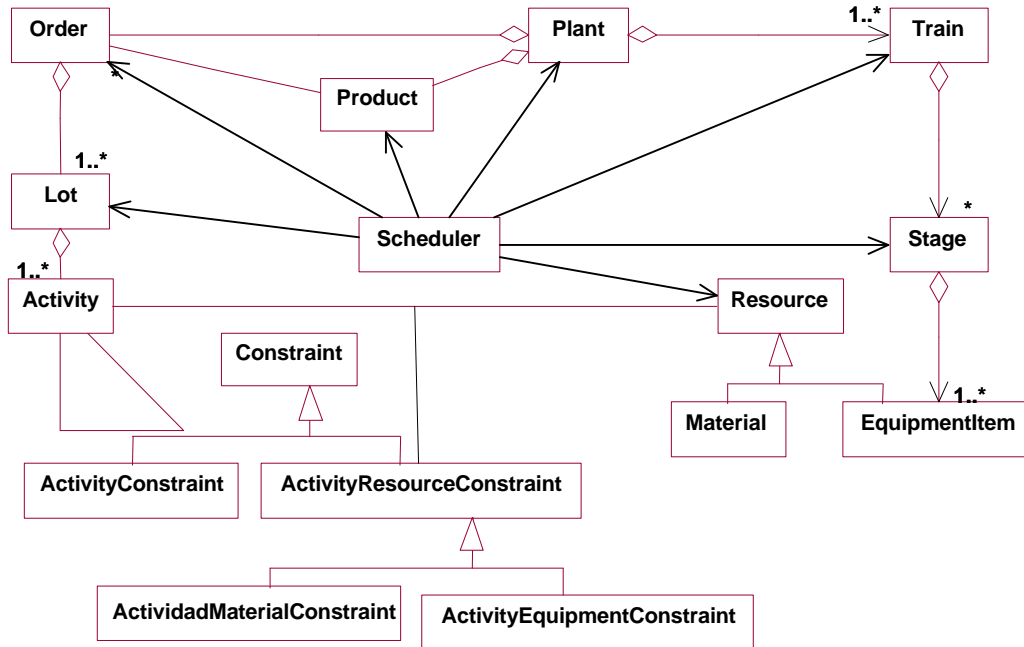 Order
Plant
1..*
Train
*
Product
1..*
Lot
Scheduler
*
Stage
1..*
Activity
Resource
Constraint
1..*
Material
EquipmentItem
ActivityConstraint
ActivityResourceConstraint
ActividadMaterialConstraint
ActivityEquipmentConstraint